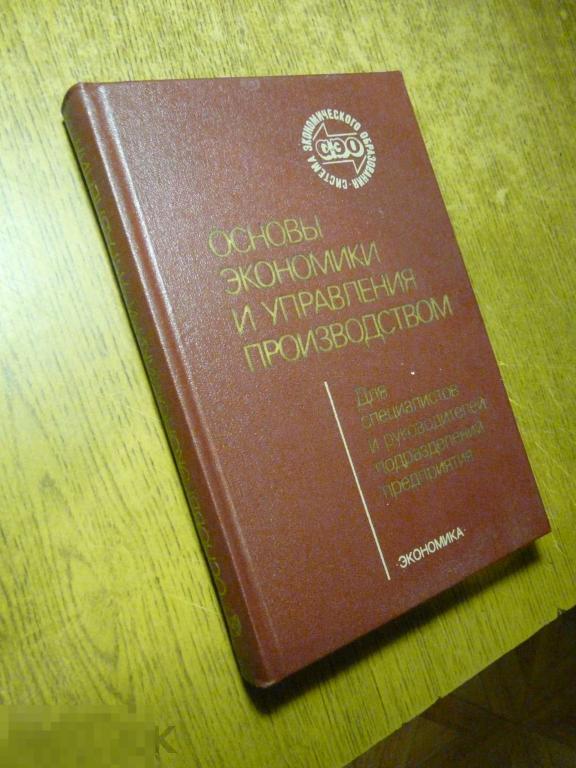 СИСТЕМА ЭКОНОМИЧЕСКОГО ОБРАЗОВАНИЯ
СЭО
ОСНОВЫ
ЭКОНОМИКИ
И УПРАВЛЕНИЯ
ПРОИЗВОДСТВОМ
Для
специалистов
и руководителей
подразделений
предприятия
·ЭКОНОМИКА·